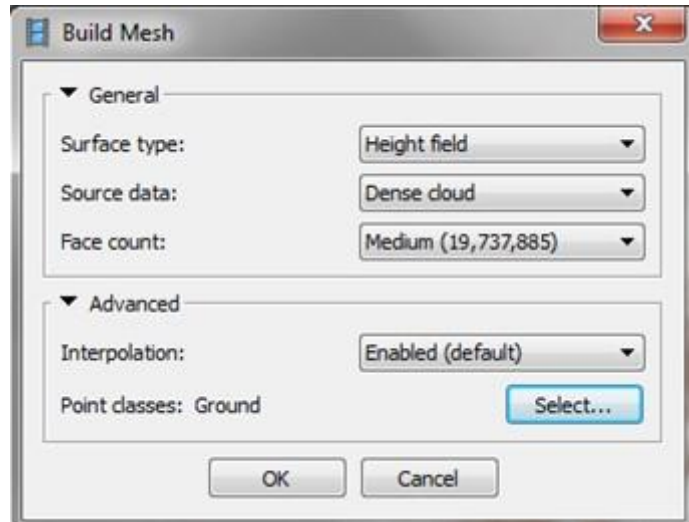 Build Mesh
General
Surface type: Height field
Source data: Dense cloud
Face count: Medium (19,737,885)
Advanced
Interpolation: Enabled (default)
Point classes: Ground Select...
OK Cancel